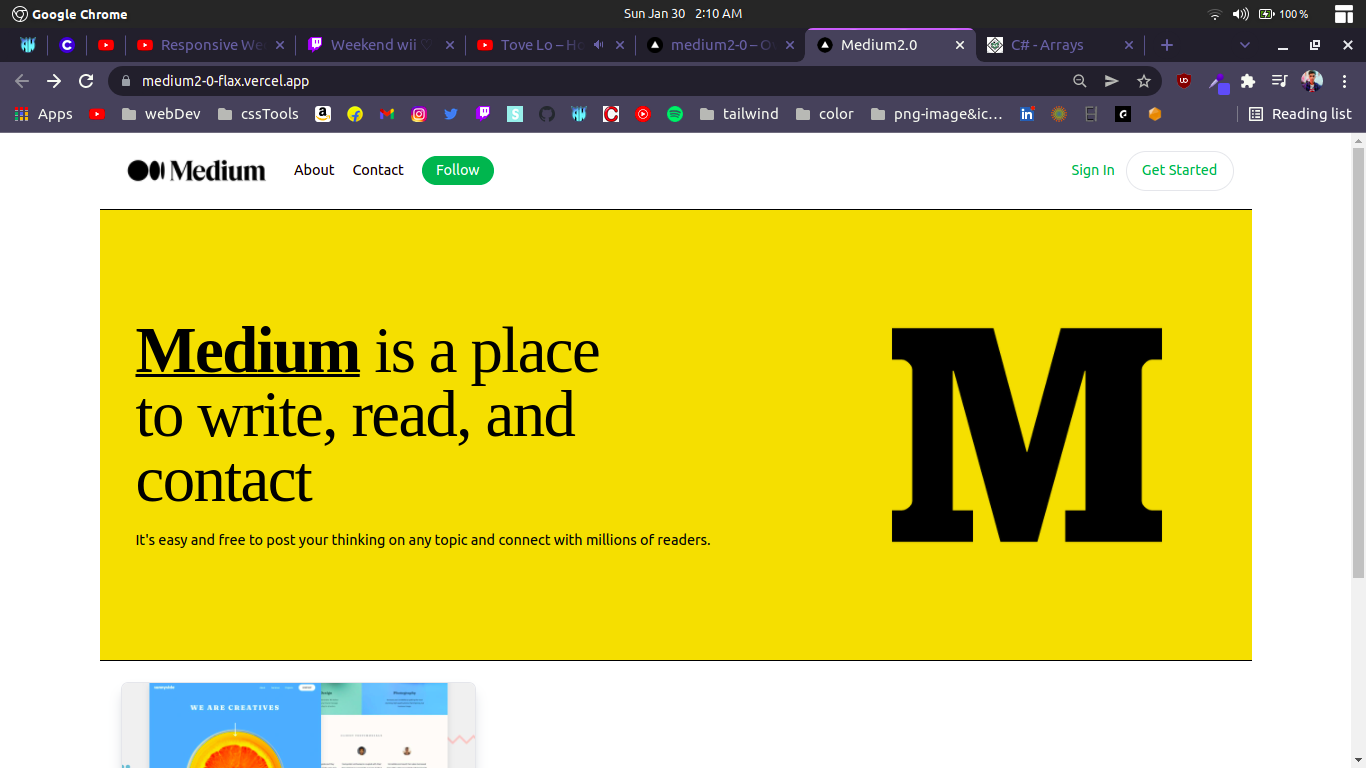 Google Chrome
Sun Jan 30 2:10 AM
100 %
Responsive We
Weekend wii ♡
Tove Lo – Ho
medium2-0 – Ov
Medium2.0
C# - Arrays
medium2-0-flax.vercel.app
Apps
webDev
cssTools
tailwind
color
png-image&ic…
Reading list
Medium
About
Contact
Follow
Sign In
Get Started
Medium is a place
to write, read, and
contact
It's easy and free to post your thinking on any topic and connect with millions of readers.
M
WE ARE CREATIVES
Photography